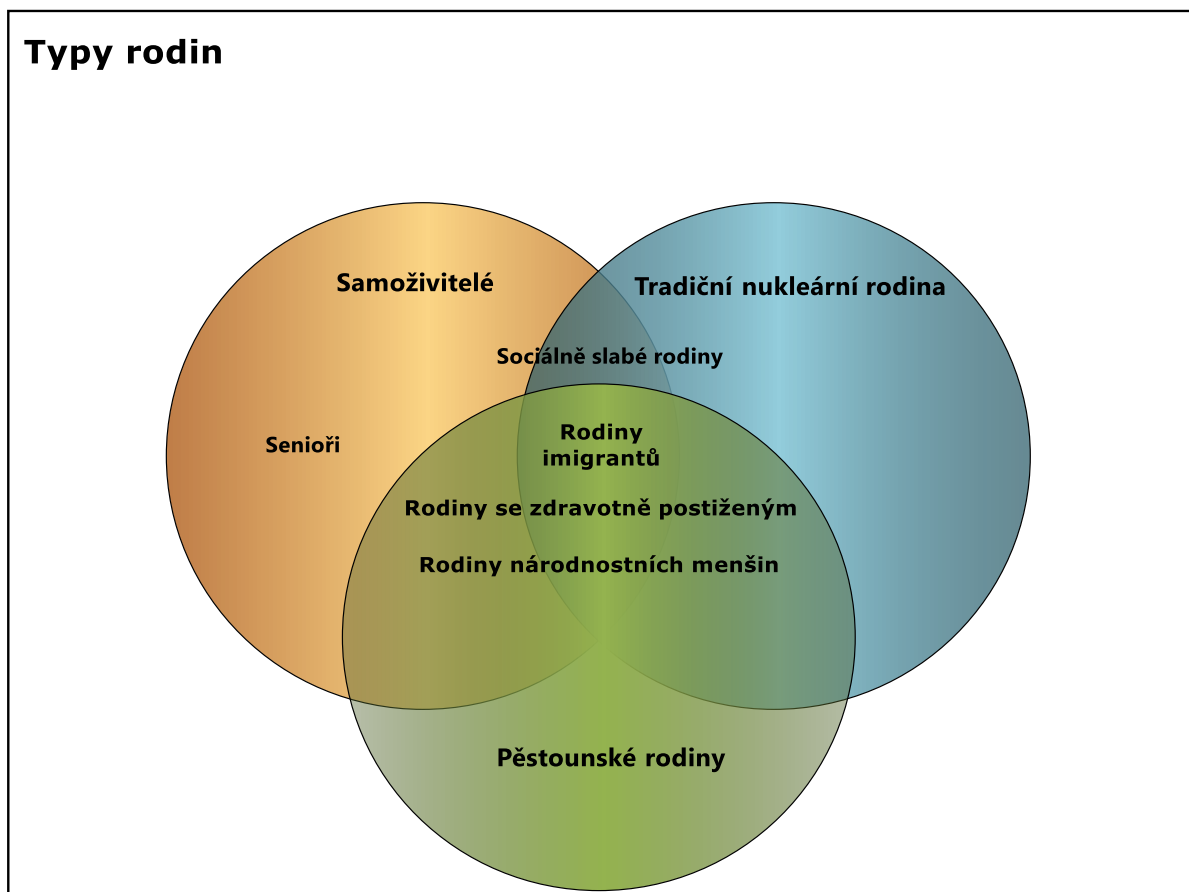 Typy rodin
Samoživitelé
Tradiční nukleární rodina
Sociálně slabé rodiny
Senioři
Rodiny
imigrantů
Rodiny se zdravotně postiženým
Rodiny národnostních menšin
Pěstounské rodiny